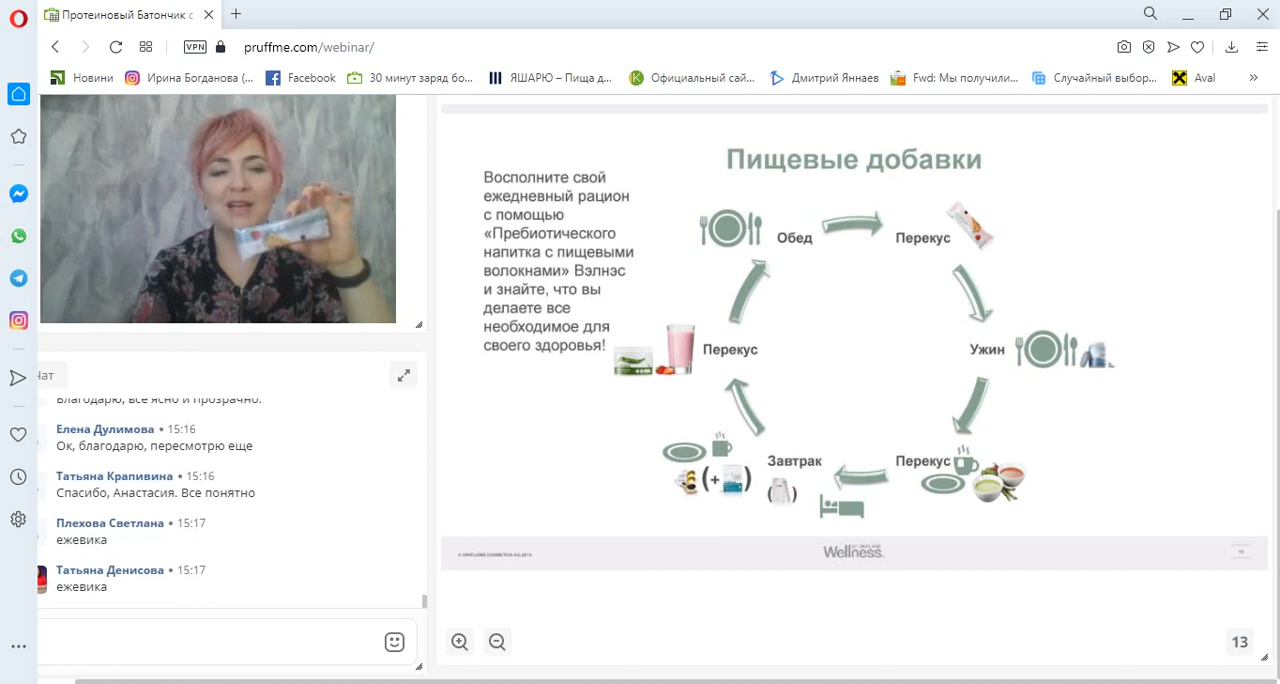 Протеиновый Батончик с
VPN
pruffme.com/webinar/
Новини
Ирина Богданова (...
Facebook
30 минут заряд бо...
ЯШАРЮ – Пища д...
Официальный сай...
Дмитрий Яннаев
Fwd: Мы получили...
Случайный выбор...
Aval
»
Чат
Благодарю, все ясно и прозрачно.
Елена Дулимова • 15:16
Ок, благодарю, пересмотрю еще
Татьяна Крапивина • 15:16
Спасибо, Анастасия. Все понятно
Плехова Светлана • 15:17
ежевика
Татьяна Денисова • 15:17
ежевика
Пищевые добавки
Восполните свой
ежедневный рацион
с помощью
«Пребиотического
напитка с пищевыми
волокнами» Вэлнэс
и знайте, что вы
делаете все
необходимое для
своего здоровья!
Обед
Перекус
Перекус
Ужин
Завтрак
Перекус
(+ )
( )
Wellness
13